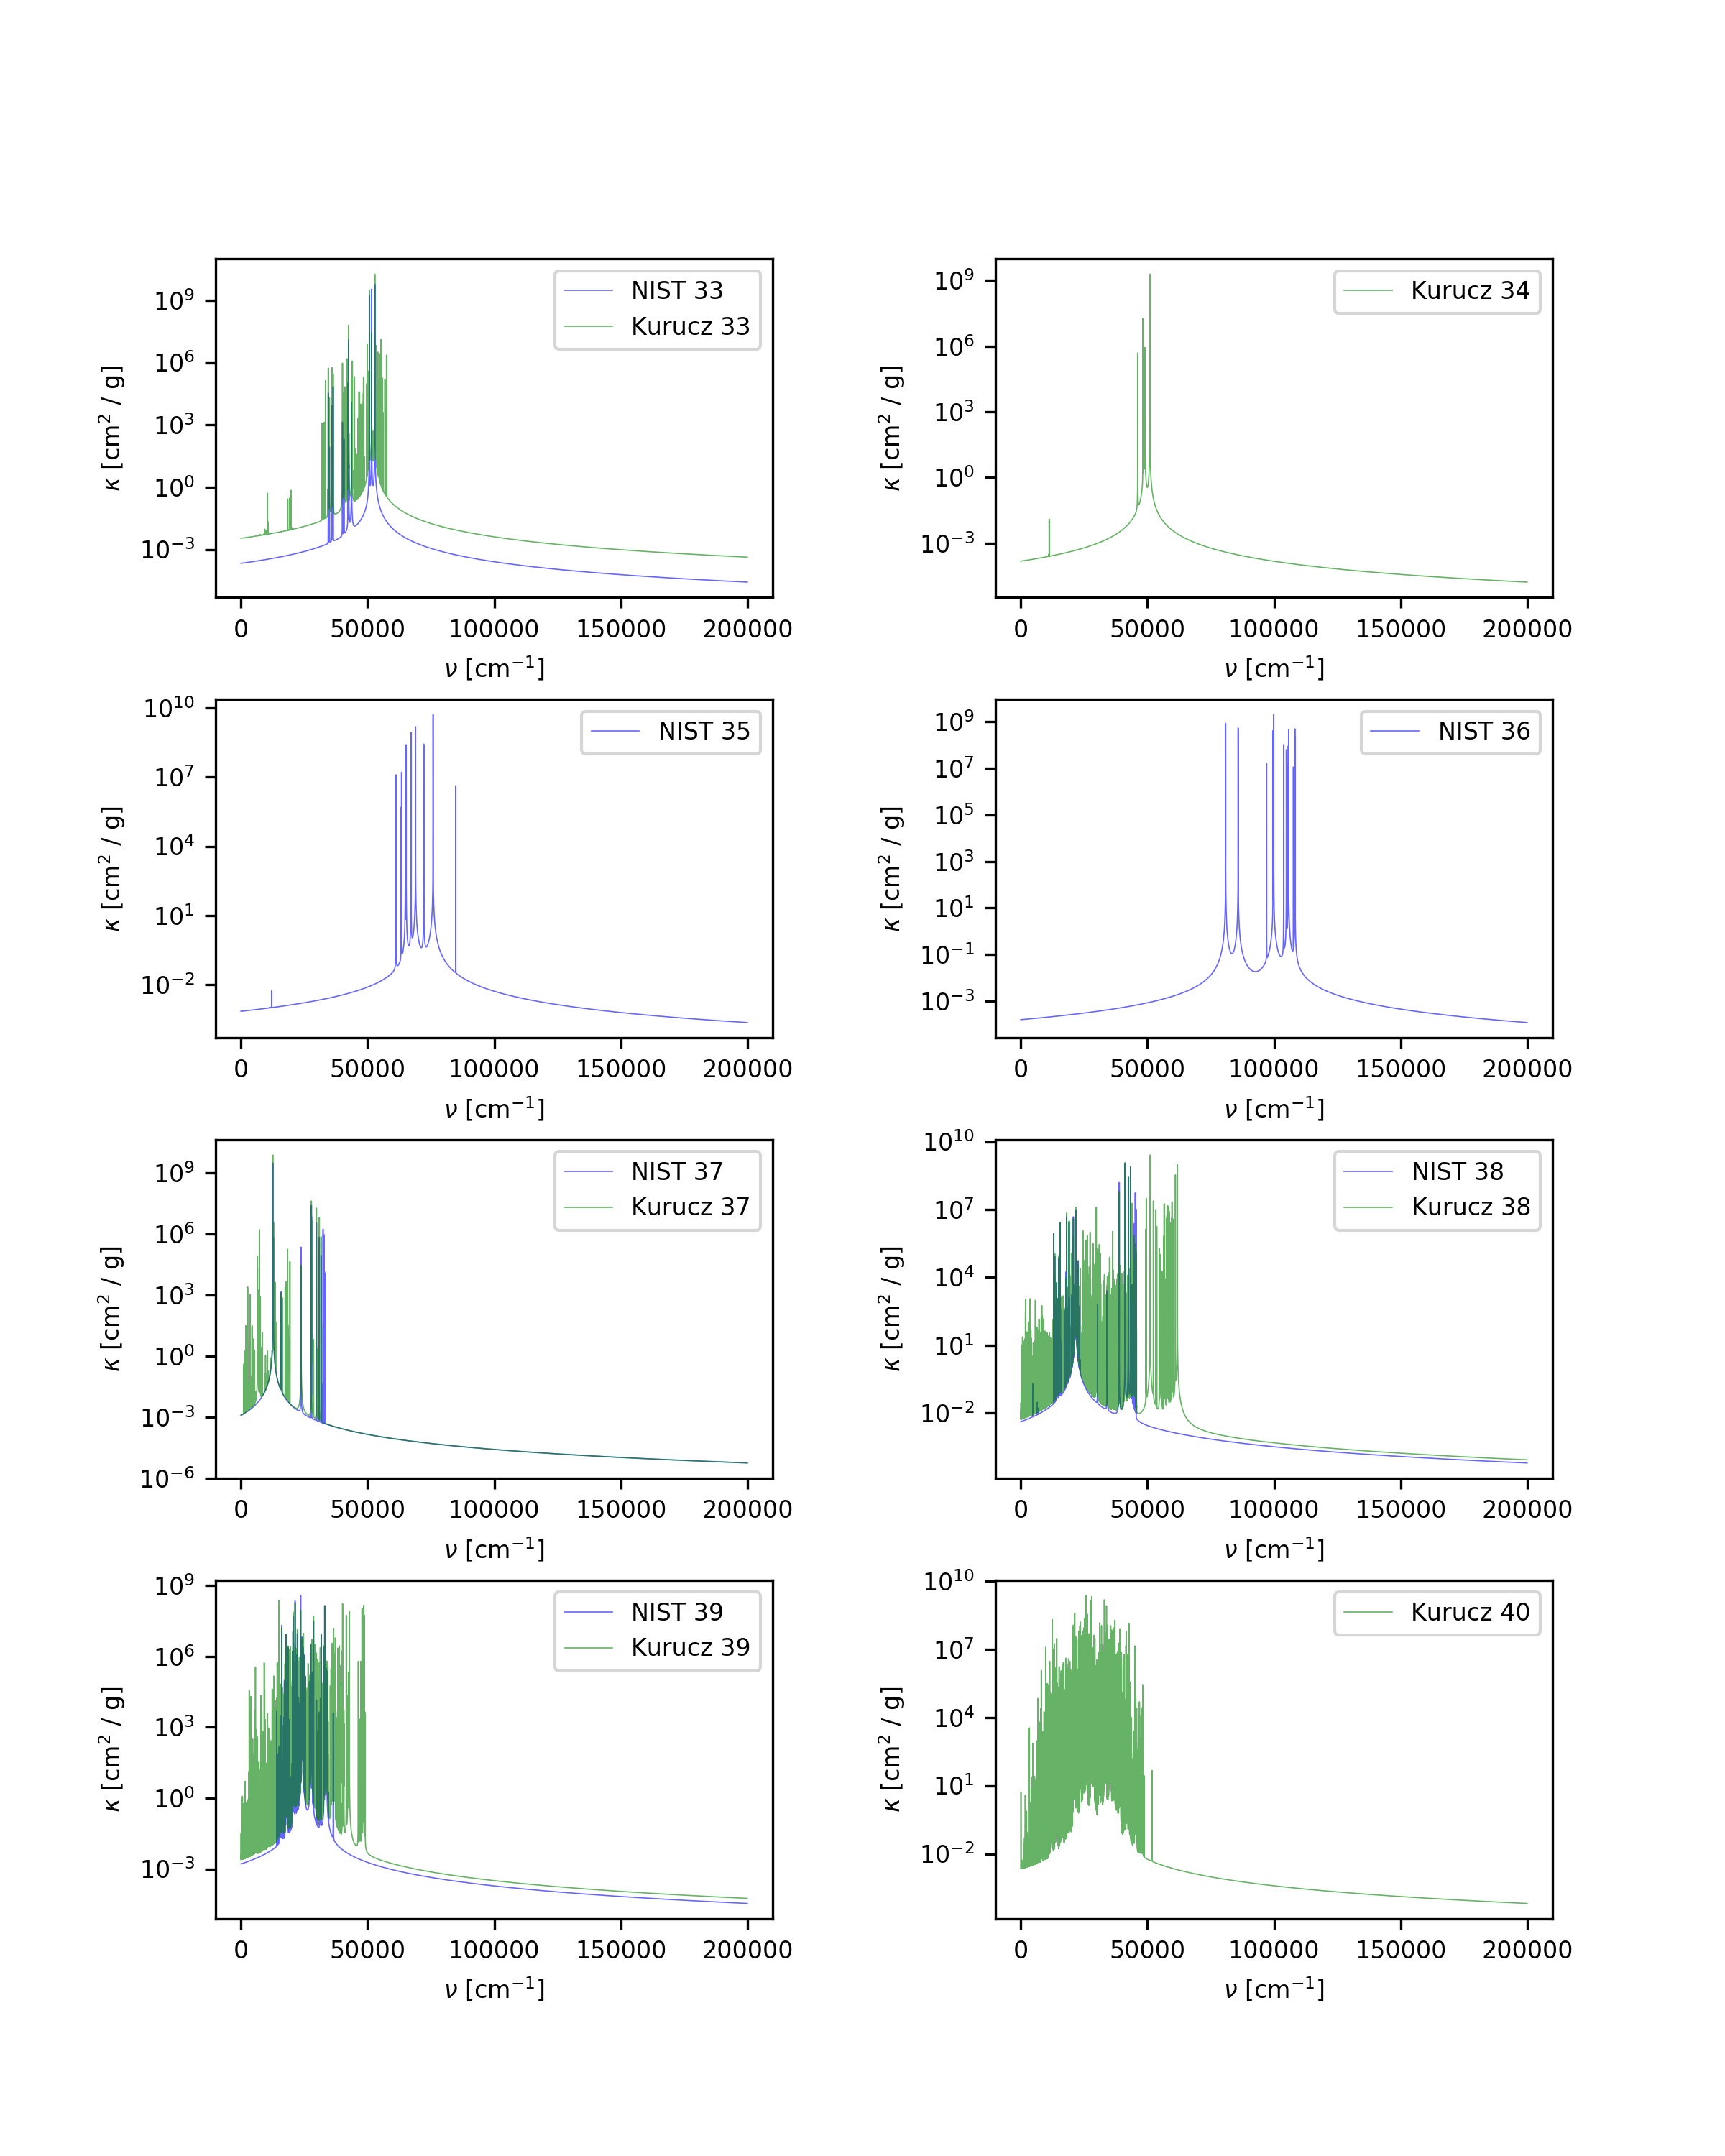 10⁹
10⁶
10³
10⁰
10⁻³
κ [cm² / g]
NIST 33
Kurucz 33
0 50000 100000 150000 200000
ν [cm⁻¹]
10⁹
10⁶
10³
10⁰
10⁻³
κ [cm² / g]
Kurucz 34
0 50000 100000 150000 200000
ν [cm⁻¹]
10¹⁰
10⁷
10⁴
10¹
10⁻²
κ [cm² / g]
NIST 35
0 50000 100000 150000 200000
ν [cm⁻¹]
10⁹
10⁷
10⁵
10³
10¹
10⁻¹
10⁻³
κ [cm² / g]
NIST 36
0 50000 100000 150000 200000
ν [cm⁻¹]
10⁹
10⁶
10³
10⁰
10⁻³
10⁻⁶
κ [cm² / g]
NIST 37
Kurucz 37
0 50000 100000 150000 200000
ν [cm⁻¹]
10¹⁰
10⁷
10⁴
10¹
10⁻²
κ [cm² / g]
NIST 38
Kurucz 38
0 50000 100000 150000 200000
ν [cm⁻¹]
10⁹
10⁶
10³
10⁰
10⁻³
κ [cm² / g]
NIST 39
Kurucz 39
0 50000 100000 150000 200000
ν [cm⁻¹]
10¹⁰
10⁷
10⁴
10¹
10⁻²
κ [cm² / g]
Kurucz 40
0 50000 100000 150000 200000
ν [cm⁻¹]